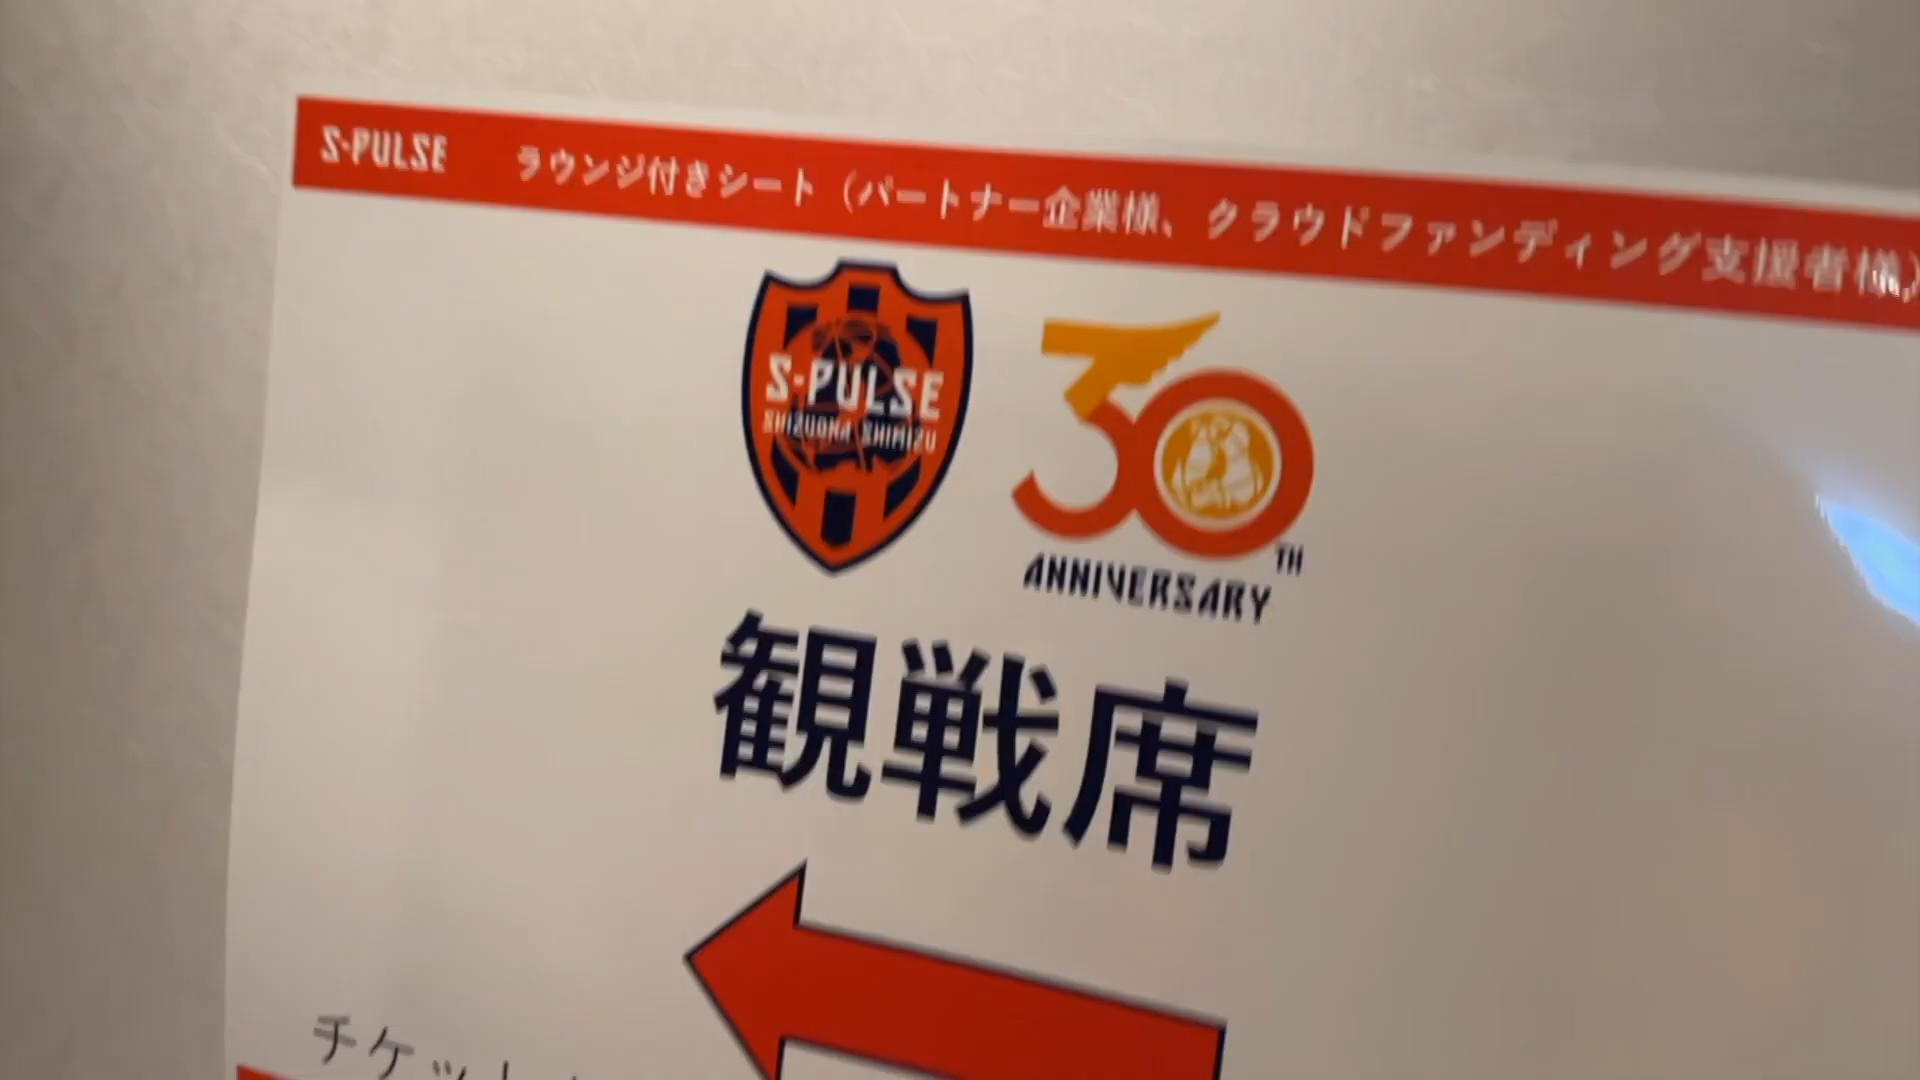 S-PULSE ラウンジ付きシート（パートナー企業様、クラウドファンディング支援者様）
S-PULSE
SHIZUOKA SHIMIZU
30TH
ANNIVERSARY
観戦席
チケット